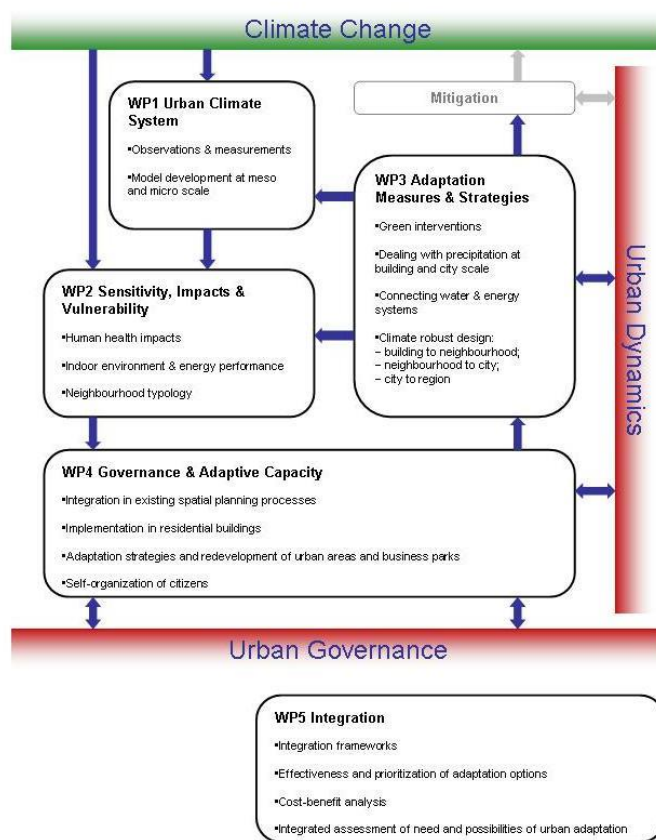 Climate Change
WP1 Urban Climate
System
▪Observations & measurements
▪Model development at meso
and micro scale
Mitigation
WP3 Adaptation
Measures & Strategies
▪Green interventions
▪Dealing with precipitation at
building and city scale
▪Connecting water & energy
systems
▪Climate robust design:
– building to neighbourhood;
– neighbourhood to city;
– city to region
WP2 Sensitivity, Impacts &
Vulnerability
▪Human health impacts
▪Indoor environment & energy performance
▪Neighbourhood typology
Urban Dynamics
WP4 Governance & Adaptive Capacity
▪Integration in existing spatial planning processes
▪Implementation in residential buildings
▪Adaptation strategies and redevelopment of urban areas and business parks
▪Self-organization of citizens
Urban Governance
WP5 Integration
▪Integration frameworks
▪Effectiveness and prioritization of adaptation options
▪Cost-benefit analysis
▪Integrated assessment of need and possibilities of urban adaptation